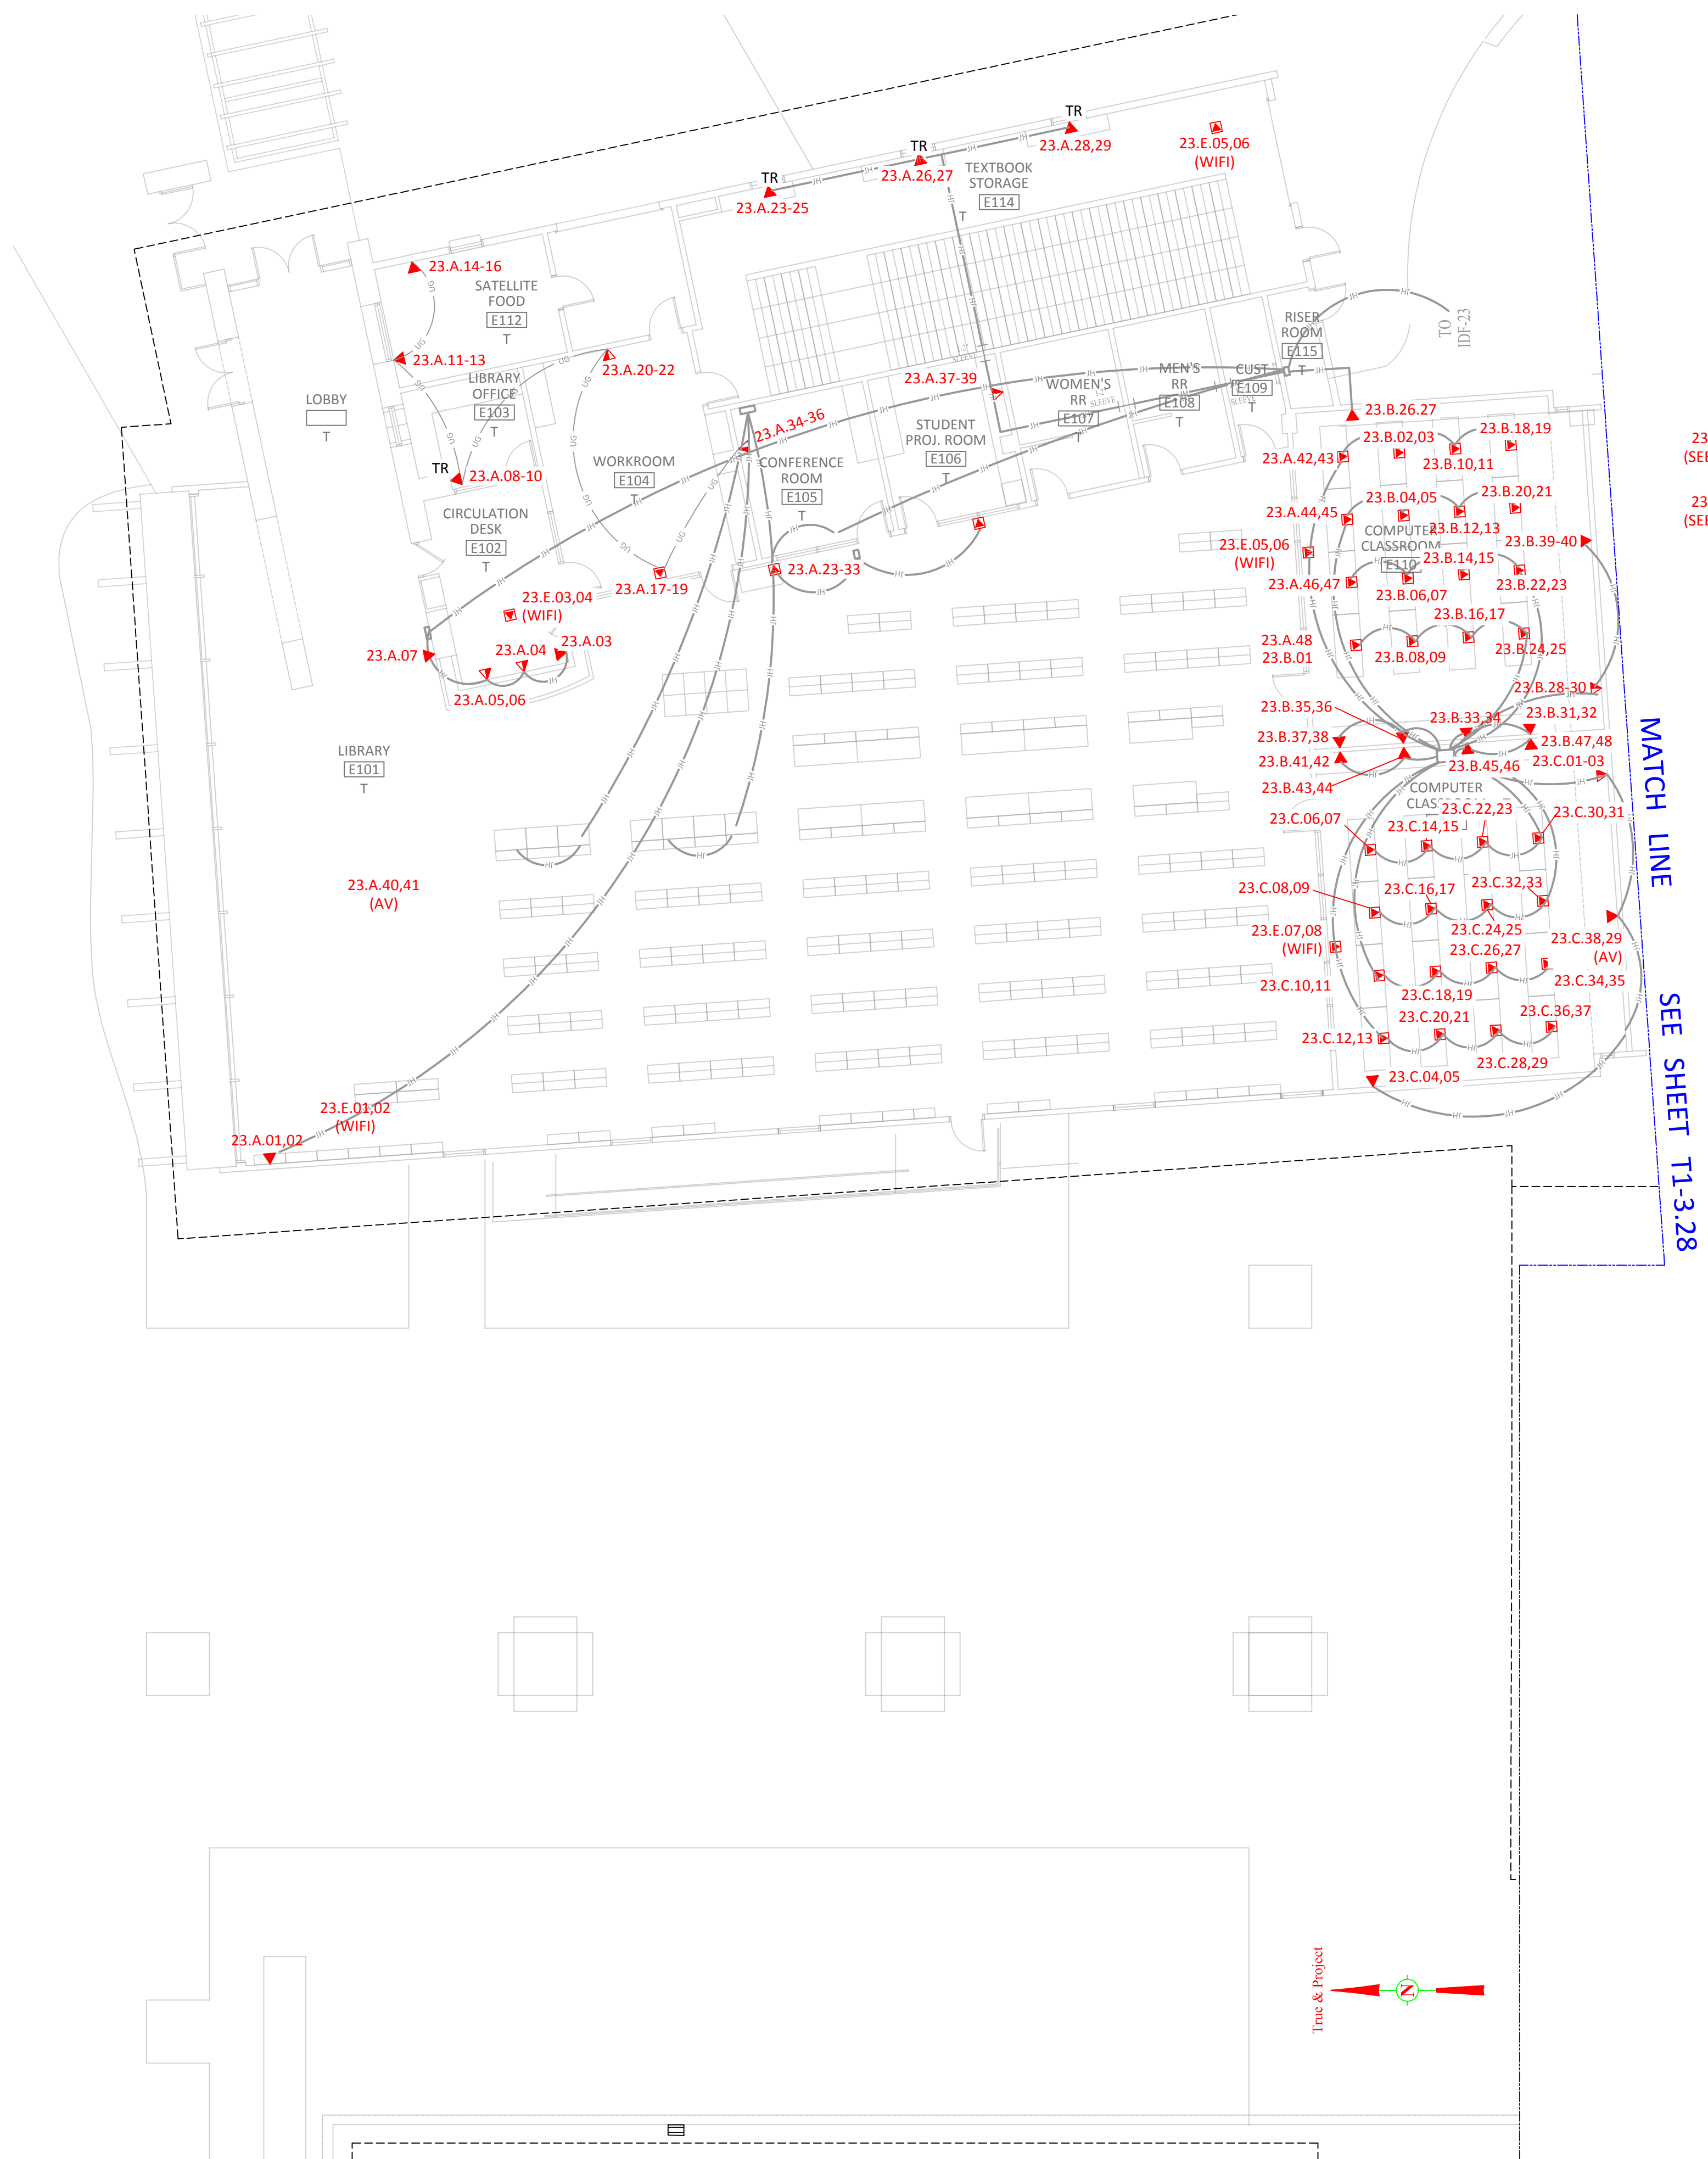 TR
23.A.28,29
23.E.05,06
(WIFI)
TR
23.A.26,27
TEXTBOOK
STORAGE
E114
T
TR
23.A.23-25
23.A.14-16
SATELLITE
FOOD
E112
T
23.A.11-13
23.A.20-22
LIBRARY
OFFICE
E103
T
LOBBY
T
TR
23.A.08-10
RISER
ROOM
E115
T
TO
IDF-23
23.A.37-39
WOMEN'S
RR
E107
T
MEN'S
RR
E108
T
CUST
E109
T
1-2"
SLEEVE
SLEEVE
SLEEVE
23.A.34-36
STUDENT
PROJ. ROOM
E106
T
WORKROOM
E104
T
CONFERENCE
ROOM
E105
T
CIRCULATION
DESK
E102
T
23.A.23-33
23.A.17-19
23.E.03,04
(WIFI)
23.A.03
23.A.04
23.A.07
23.A.05,06
23.B.26.27
23.B.02,03
23.B.18,19
23.A.42,43
23.B.10,11
23.B.04,05
23.B.20,21
23.A.44,45
23.B.12,13
COMPUTER
CLASSROOM
E110
23.B.39-40
23.E.05,06
(WIFI)
23.B.14,15
23.A.46,47
23.B.06,07
23.B.22,23
23.B.16,17
23.A.48
23.B.01
23.B.08,09
23.B.24,25
23.B.28-30
23.B.35,36
23.B.33,34
23.B.31,32
23.B.37,38
23.B.47,48
23.B.41,42
23.B.45,46
23.C.01-03
23.B.43,44
COMPUTER
23.C.22,23
23.C.30,31
23.C.06,07
23.C.14,15
23.C.08,09
23.C.16,17
23.C.32,33
23.E.07,08
(WIFI)
23.C.24,25
23.C.38,29
(AV)
23.C.26,27
23.C.10,11
23.C.18,19
23.C.34,35
23.C.20,21
23.C.36,37
23.C.12,13
23.C.28,29
23.C.04,05
LIBRARY
E101
T
23.A.40,41
(AV)
23.E.01,02
(WIFI)
23.A.01,02
MATCH LINE SEE SHEET T1-3.28
True & Project
N